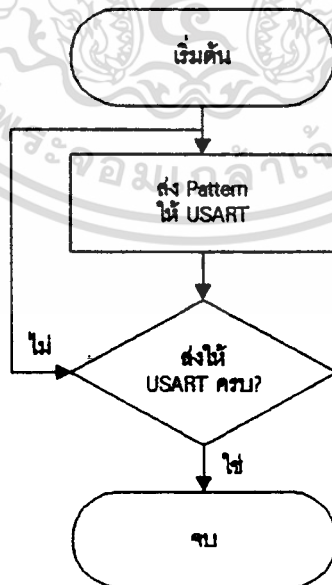 เริ่มต้น
ส่ง Pattern
ให้ USART
ไม่
ส่งให้
USART ครบ?
ใช่
จบ